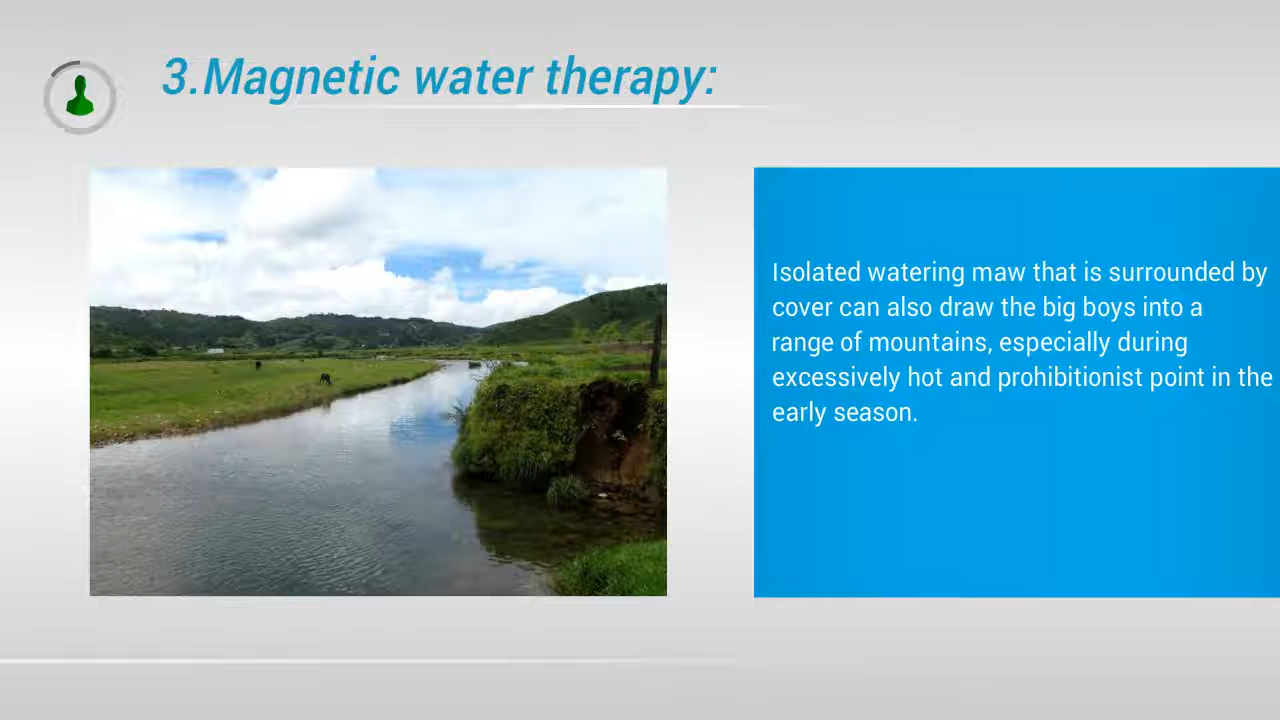 3.Magnetic water therapy:
Isolated watering maw that is surrounded by
cover can also draw the big boys into a
range of mountains, especially during
excessively hot and prohibitionist point in the
early season.